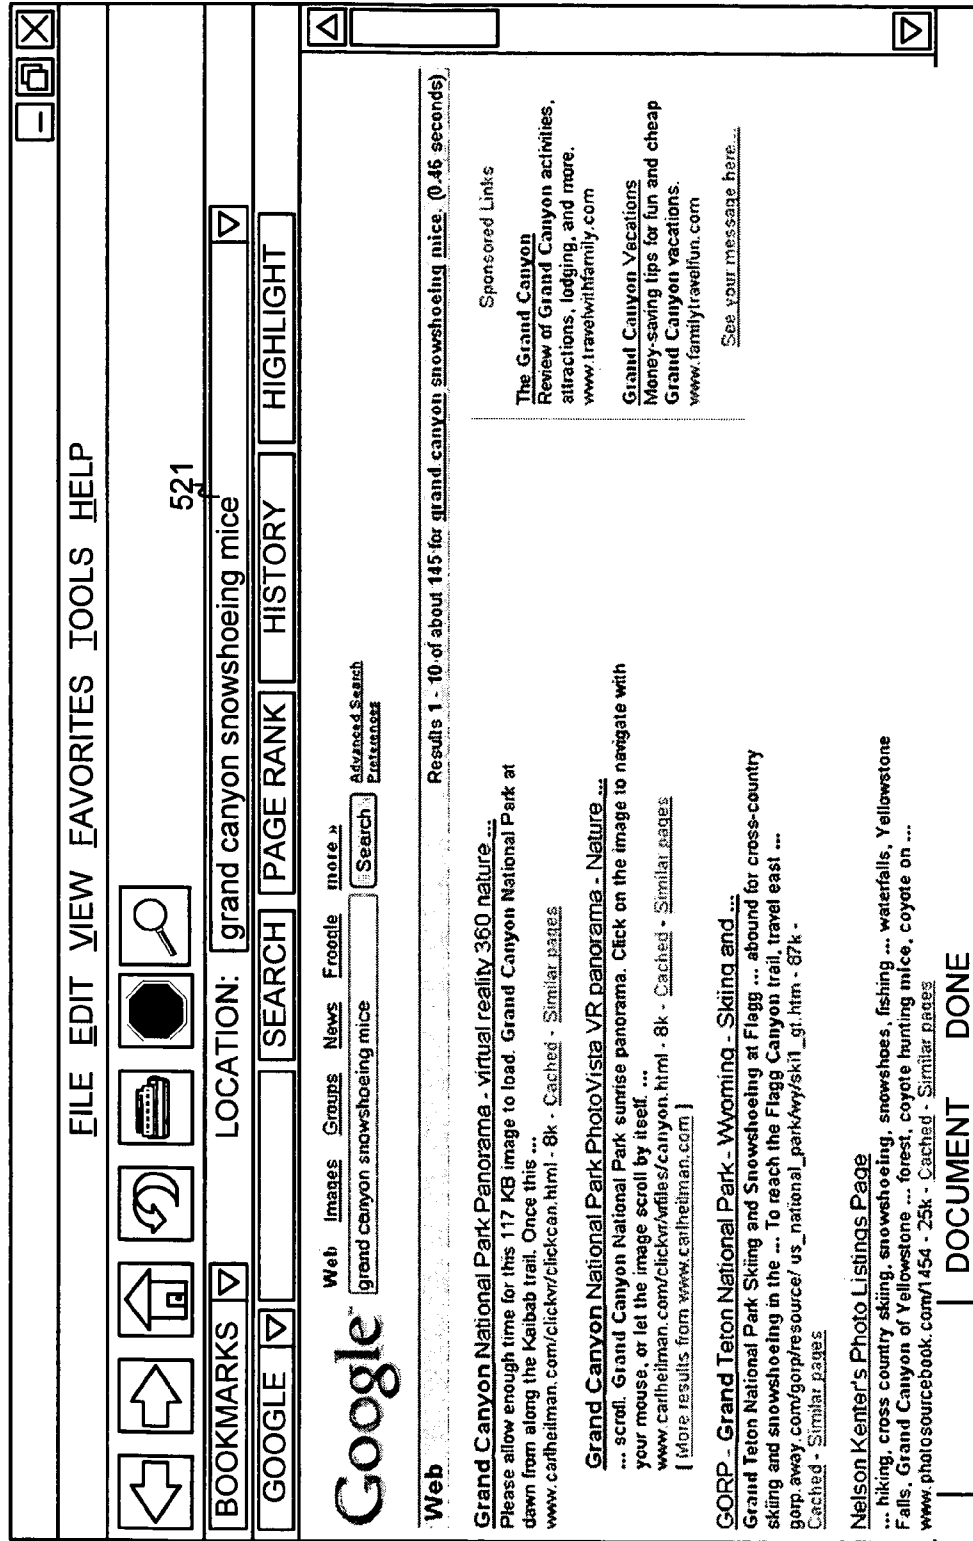 FILE EDIT VIEW FAVORITES TOOLS HELP
521
BOOKMARKS LOCATION: grand canyon snowshoeing mice
GOOGLE SEARCH PAGE RANK HISTORY HIGHLIGHT
Google
Web Images Groups News Froogle more »
grand canyon snowshoeing mice Search Advanced Search
Preferences
Web Results 1 - 10 of about 145 for grand canyon snowshoeing mice. (0.46 seconds)
Grand Canyon National Park Panorama - virtual reality 360 nature ...
Please allow enough time for this 117 KB image to load. Grand Canyon National Park at
dawn from along the Kaibab trail. Once this ...
www.carlheilman.com/clickvr/clickcan.html - 8k - Cached - Similar pages
Grand Canyon National Park PhotoVista VR panorama - Nature ...
... scroll. Grand Canyon National Park sunrise panorama. Click on the image to navigate with
your mouse, or let the image scroll by itself. ...
www.carlheilman.com/clickvr/vrfiles/canyon.html - 8k - Cached - Similar pages
[ More results from www.carlheilman.com ]
GORP - Grand Teton National Park - Wyoming - Skiing and ...
Grand Teton National Park Skiing and Snowshoeing at Flagg ... abound for cross-country
skiing and snowshoeing in the ... To reach the Flagg Canyon trail, travel east ...
gorp.away.com/gorp/resource/ us_national_park/wy/ski1_gt.htm - 87k -
Cached - Similar pages
Nelson Kenter's Photo Listings Page
... hiking, cross country skiing, snowshoeing, snowshoes, fishing ... waterfalls, Yellowstone
Falls, Grand Canyon of Yellowstone ... forest, coyote hunting mice, coyote on ...
www.photosourcebook.com/1454 - 25k - Cached - Similar pages
Sponsored Links
The Grand Canyon
Review of Grand Canyon activities,
attractions, lodging, and more.
www.travelwithfamily.com
Grand Canyon Vacations
Money-saving tips for fun and cheap
Grand Canyon vacations.
www.familytravelfun.com
See your message here...
DOCUMENT DONE